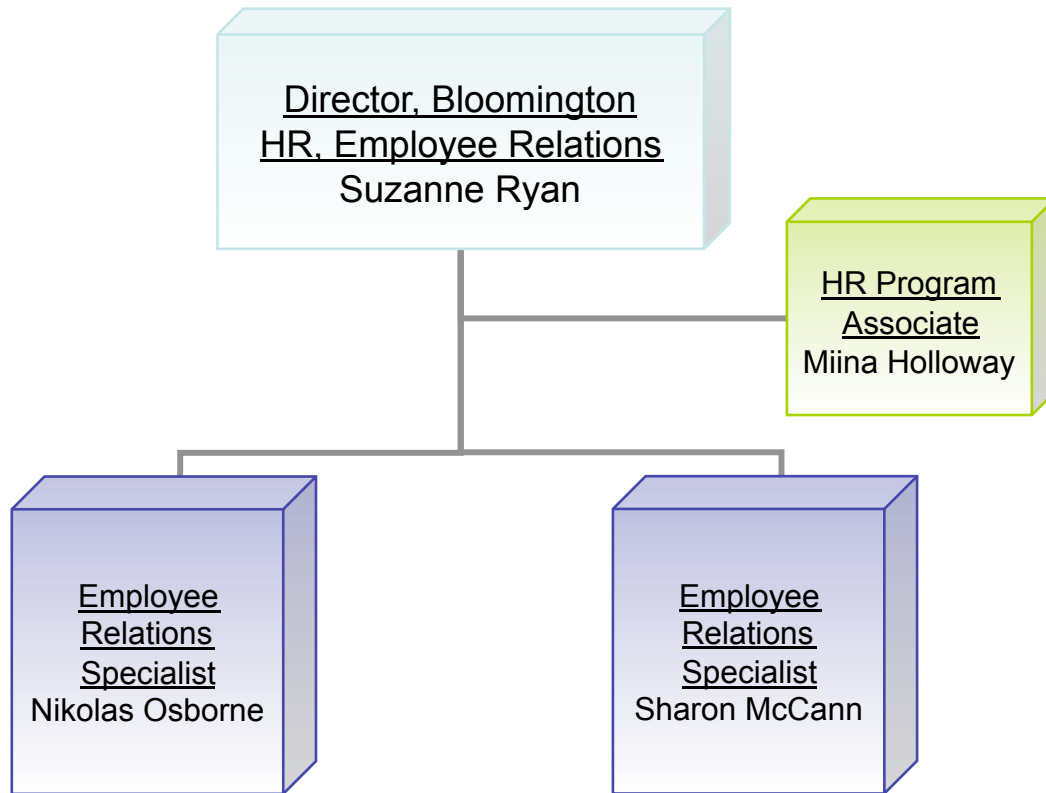 Director, Bloomington
HR, Employee Relations
Suzanne Ryan
HR Program
Associate
Miina Holloway
Employee
Relations
Specialist
Nikolas Osborne
Employee
Relations
Specialist
Sharon McCann